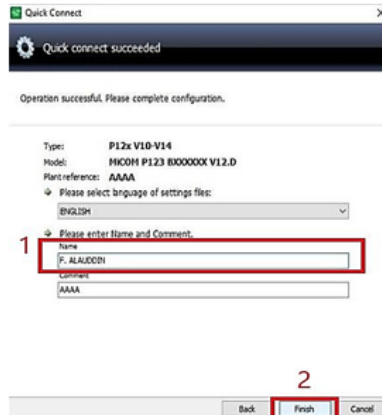 Quick Connect
Quick connect succeeded
Operation successful. Please complete configuration.
Type: P12x V10-V14
Model: MiCOM P123 BXXXXXX V12.D
Plant reference: AAAA
Please select language of settings files:
ENGLISH
Please enter Name and Comment.
1
Name
F. ALAUDDIN
Comment
AAAA
2
Back Finish Cancel